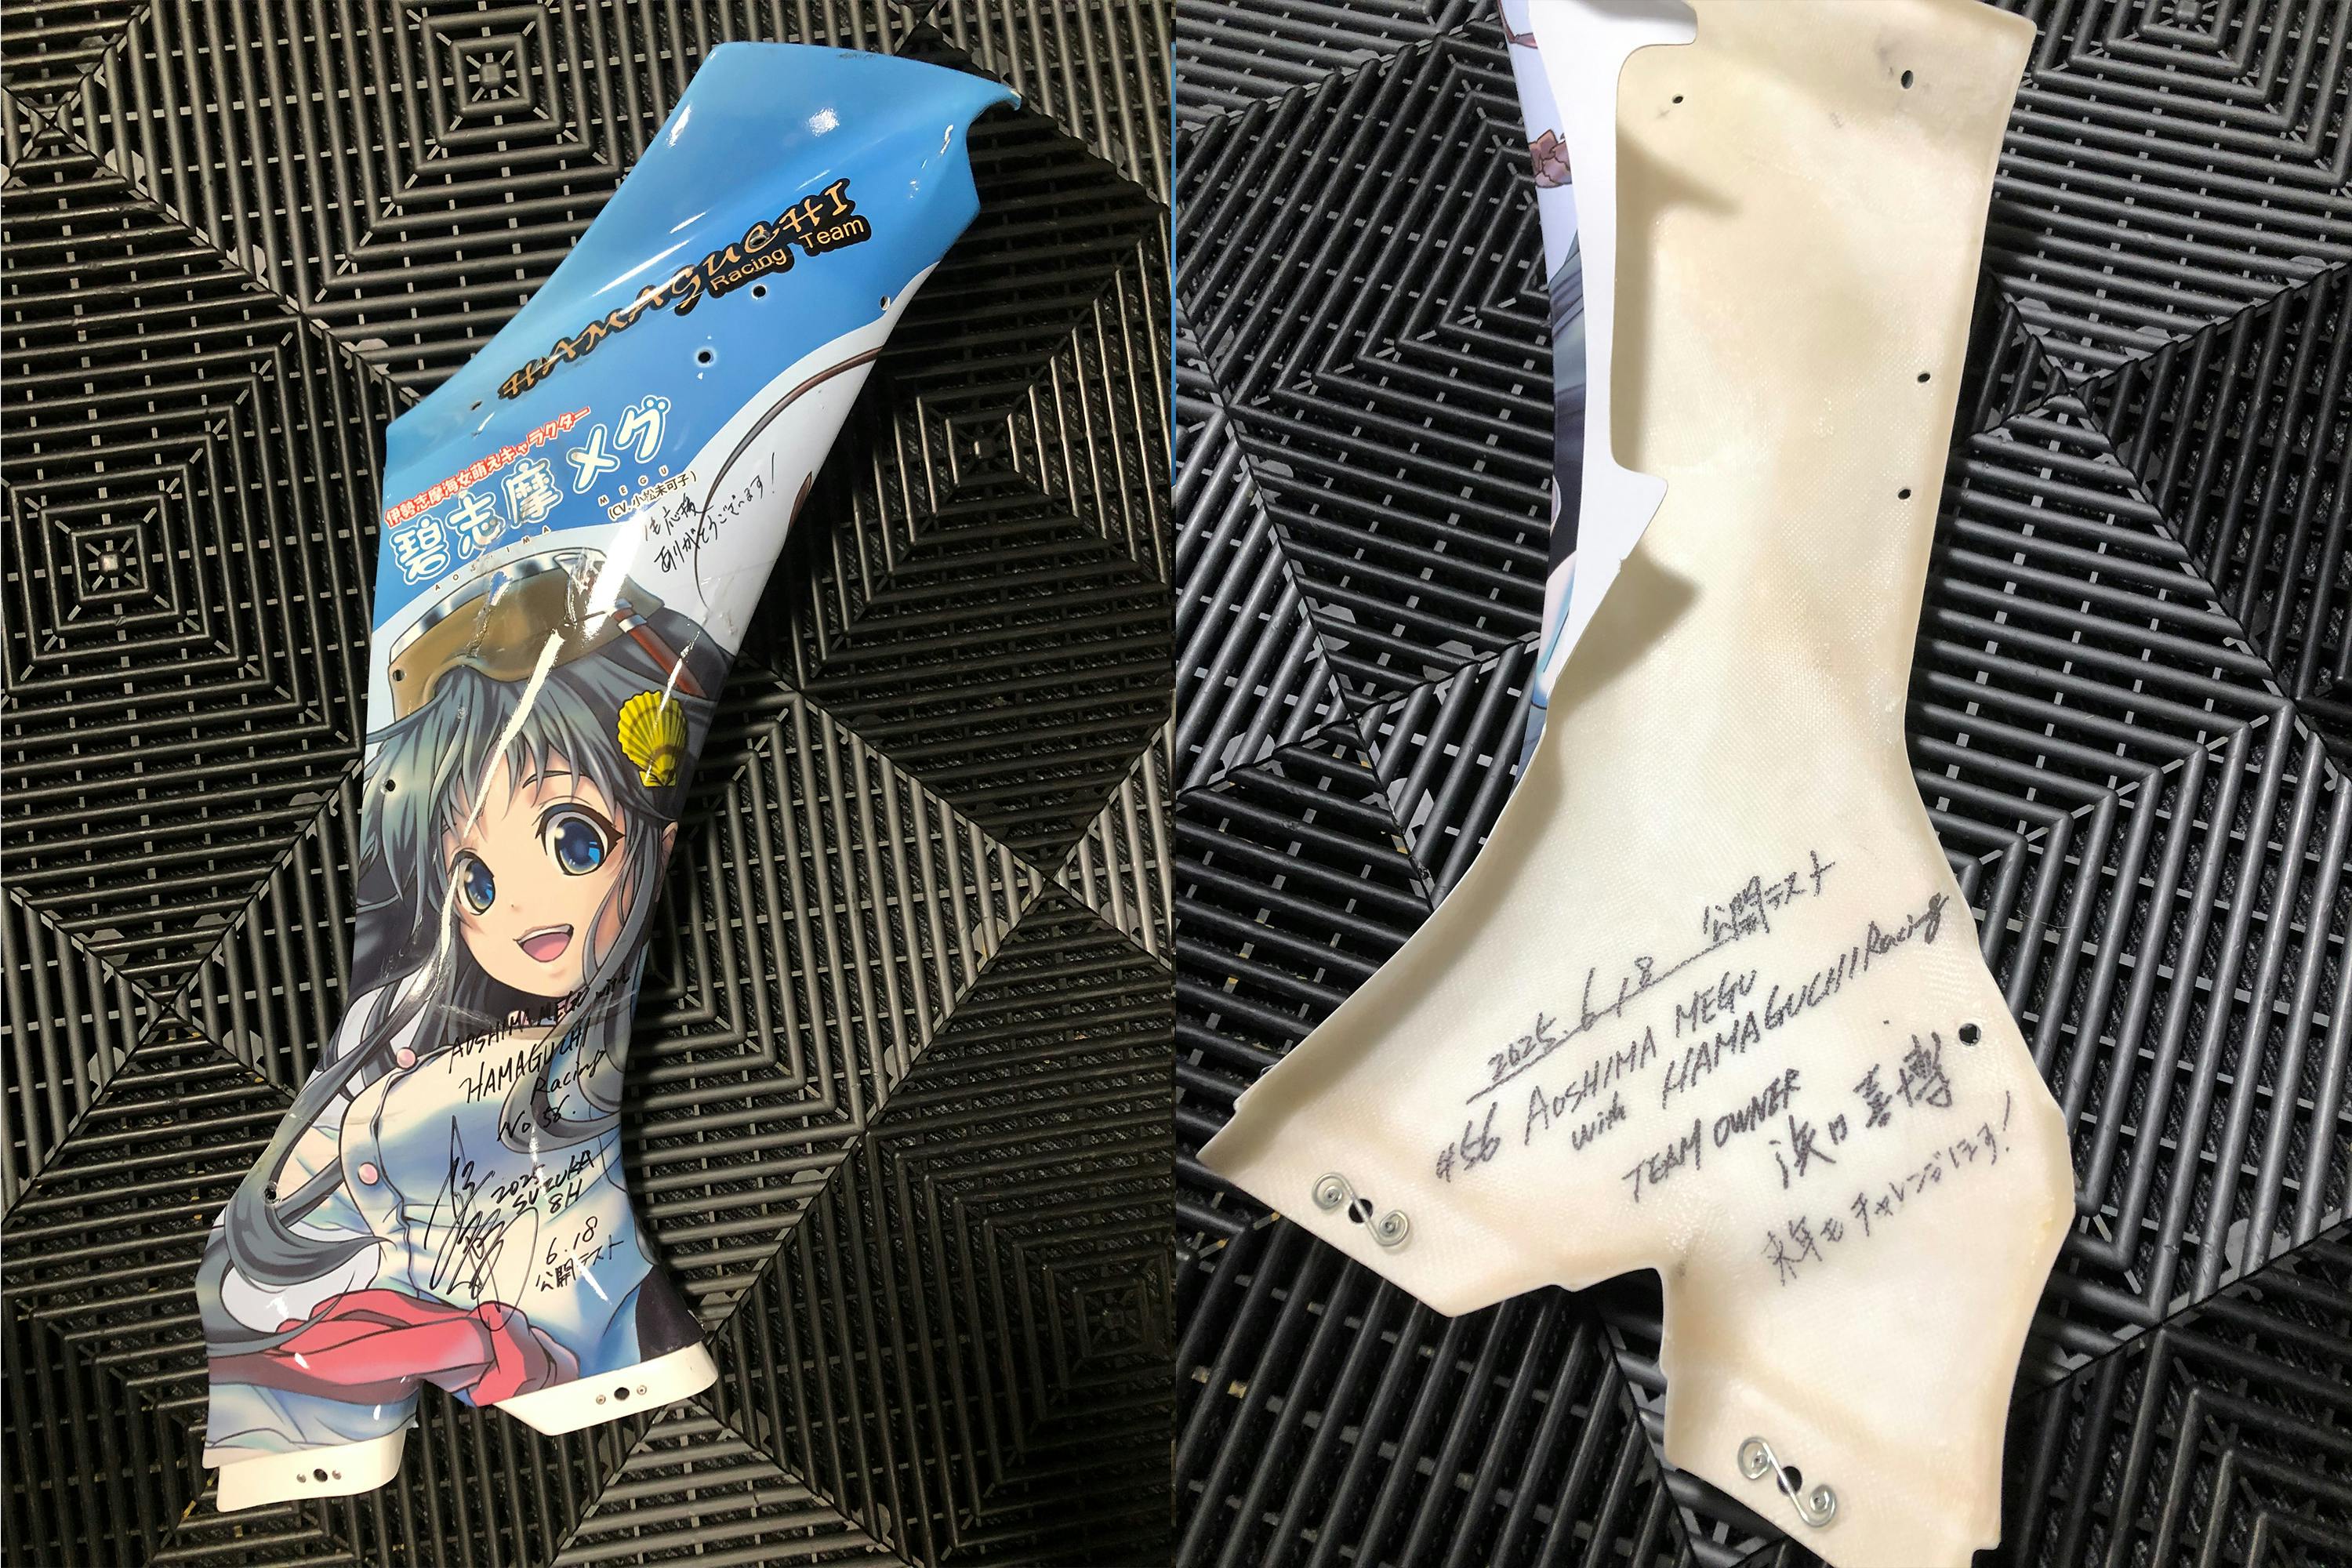 HAMAGUCHI
Racing Team
伊勢志摩海女萌えキャラクター
碧志摩メグ
AOSHIMA
MEGU
(CV.小松未可子)
応援
ありがとうございます!
AOSHIMA MEGU with
HAMAGUCHI
Racing
No.56.
2025
SUZUKA
8H
6.18
公開テスト
2025.6.18 公開テスト
#56 AOSHIMA MEGU
with HAMAGUCHI Racing
TEAM OWNER
浜口喜博
来年もチャレンジします!